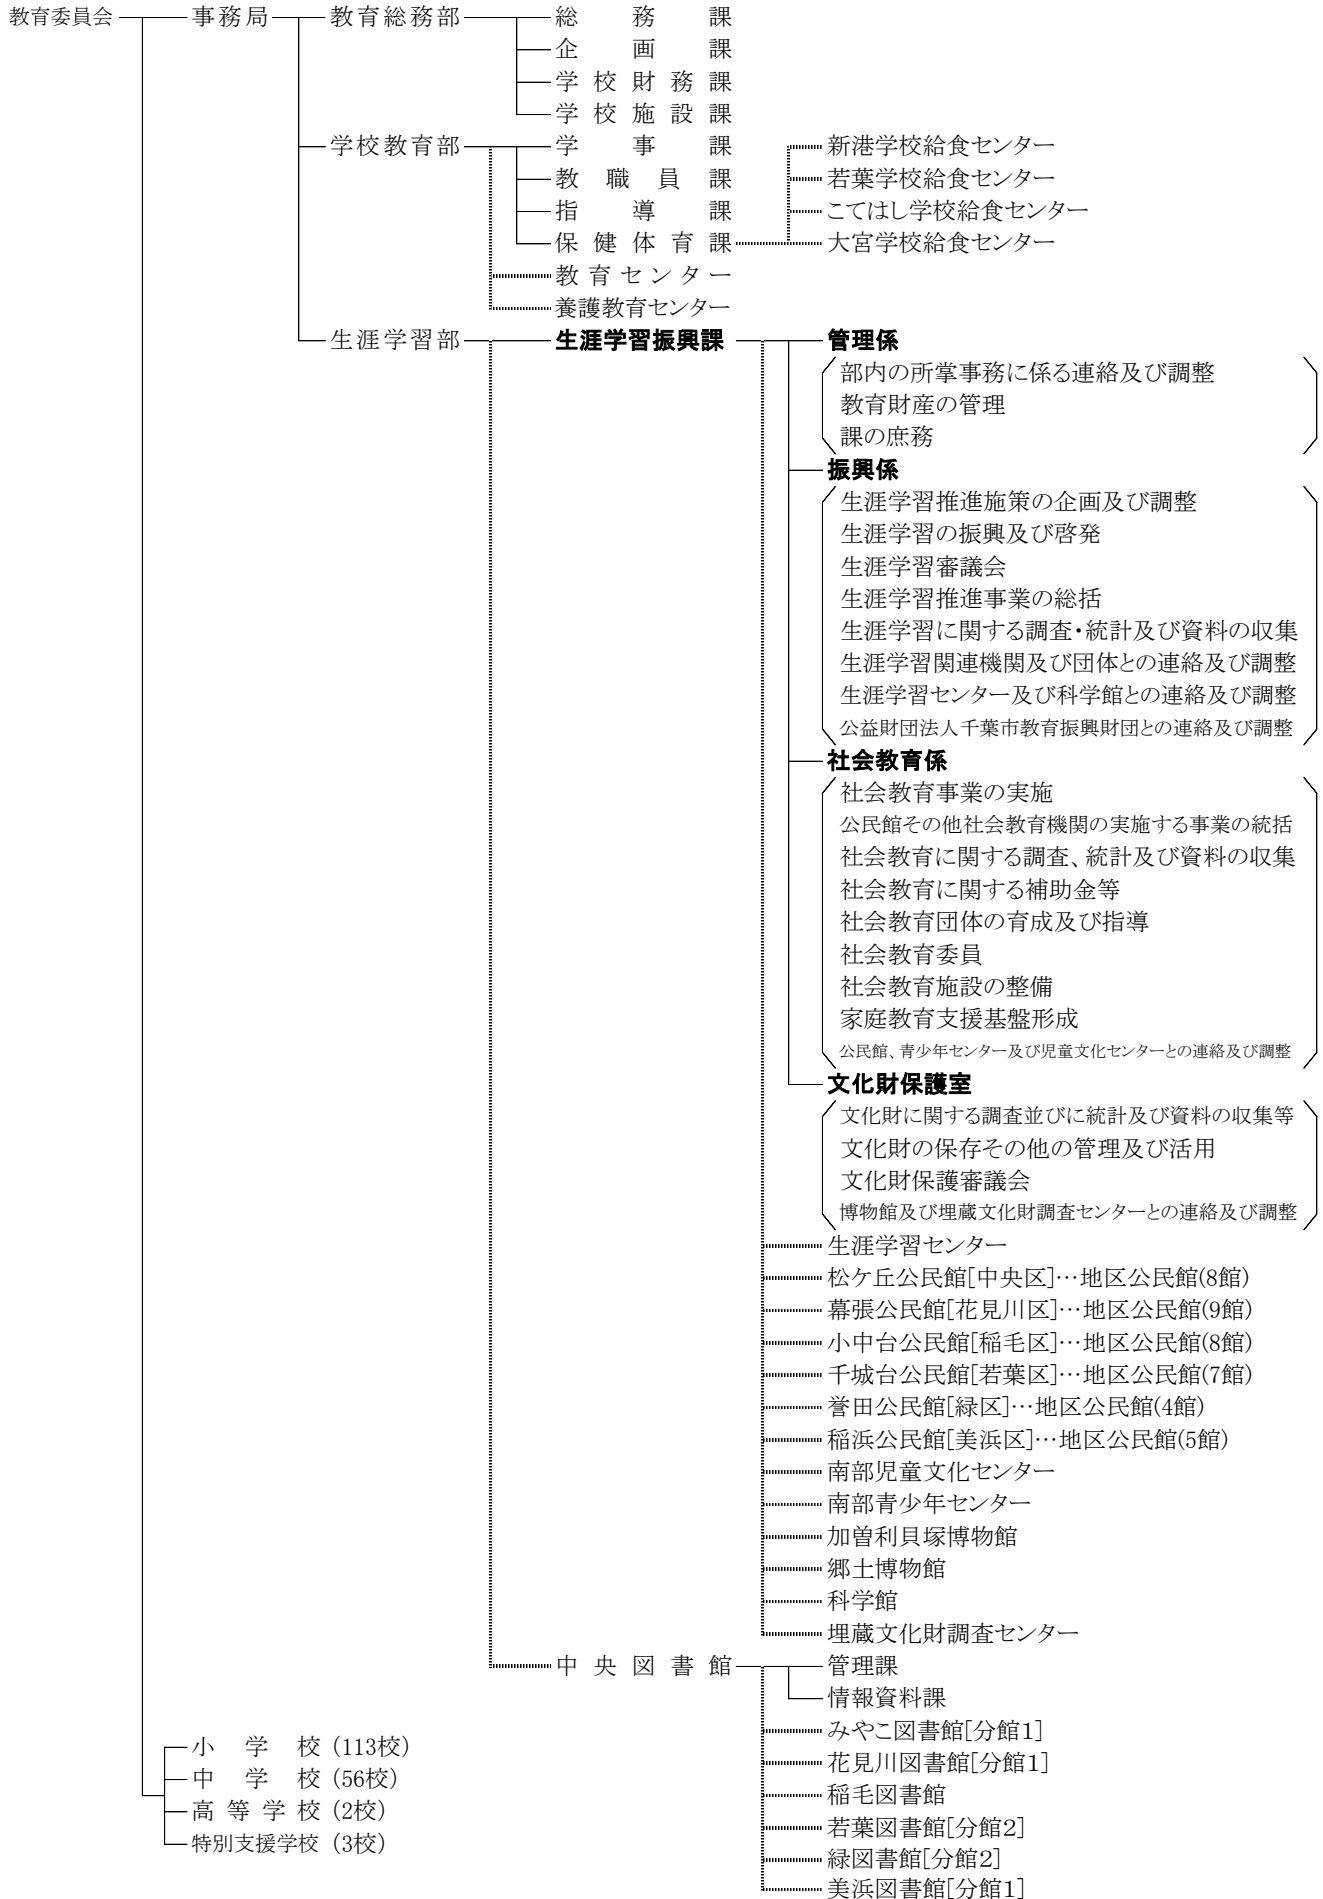 教育委員会 事務局 教育総務部 総務課
企画課
学校財務課
学校施設課
学校教育部 学事課 新港学校給食センター
教職員課 若葉学校給食センター
指導課 こてはし学校給食センター
保健体育課 大宮学校給食センター
教育センター
養護教育センター
生涯学習部 生涯学習振興課 管理係
部内の所掌事務に係る連絡及び調整
教育財産の管理
課の庶務
振興係
生涯学習推進施策の企画及び調整
生涯学習の振興及び啓発
生涯学習審議会
生涯学習推進事業の総括
生涯学習に関する調査・統計及び資料の収集
生涯学習関連機関及び団体との連絡及び調整
生涯学習センター及び科学館との連絡及び調整
公益財団法人千葉市教育振興財団との連絡及び調整
社会教育係
社会教育事業の実施
公民館その他社会教育機関の実施する事業の統括
社会教育に関する調査、統計及び資料の収集
社会教育に関する補助金等
社会教育団体の育成及び指導
社会教育委員
社会教育施設の整備
家庭教育支援基盤形成
公民館、青少年センター及び児童文化センターとの連絡及び調整
文化財保護室
文化財に関する調査並びに統計及び資料の収集等
文化財の保存その他の管理及び活用
文化財保護審議会
博物館及び埋蔵文化財調査センターとの連絡及び調整
生涯学習センター
松ケ丘公民館[中央区]…地区公民館(8館)
幕張公民館[花見川区]…地区公民館(9館)
小中台公民館[稲毛区]…地区公民館(8館)
千城台公民館[若葉区]…地区公民館(7館)
誉田公民館[緑区]…地区公民館(4館)
稲浜公民館[美浜区]…地区公民館(5館)
南部児童文化センター
南部青少年センター
加曽利貝塚博物館
郷土博物館
科学館
埋蔵文化財調査センター
中央図書館 管理課
情報資料課
みやこ図書館[分館1]
小学校 (113校) 花見川図書館[分館1]
中学校 (56校) 稲毛図書館
高等学校 (2校) 若葉図書館[分館2]
特別支援学校 (3校) 緑図書館[分館2]
美浜図書館[分館1]